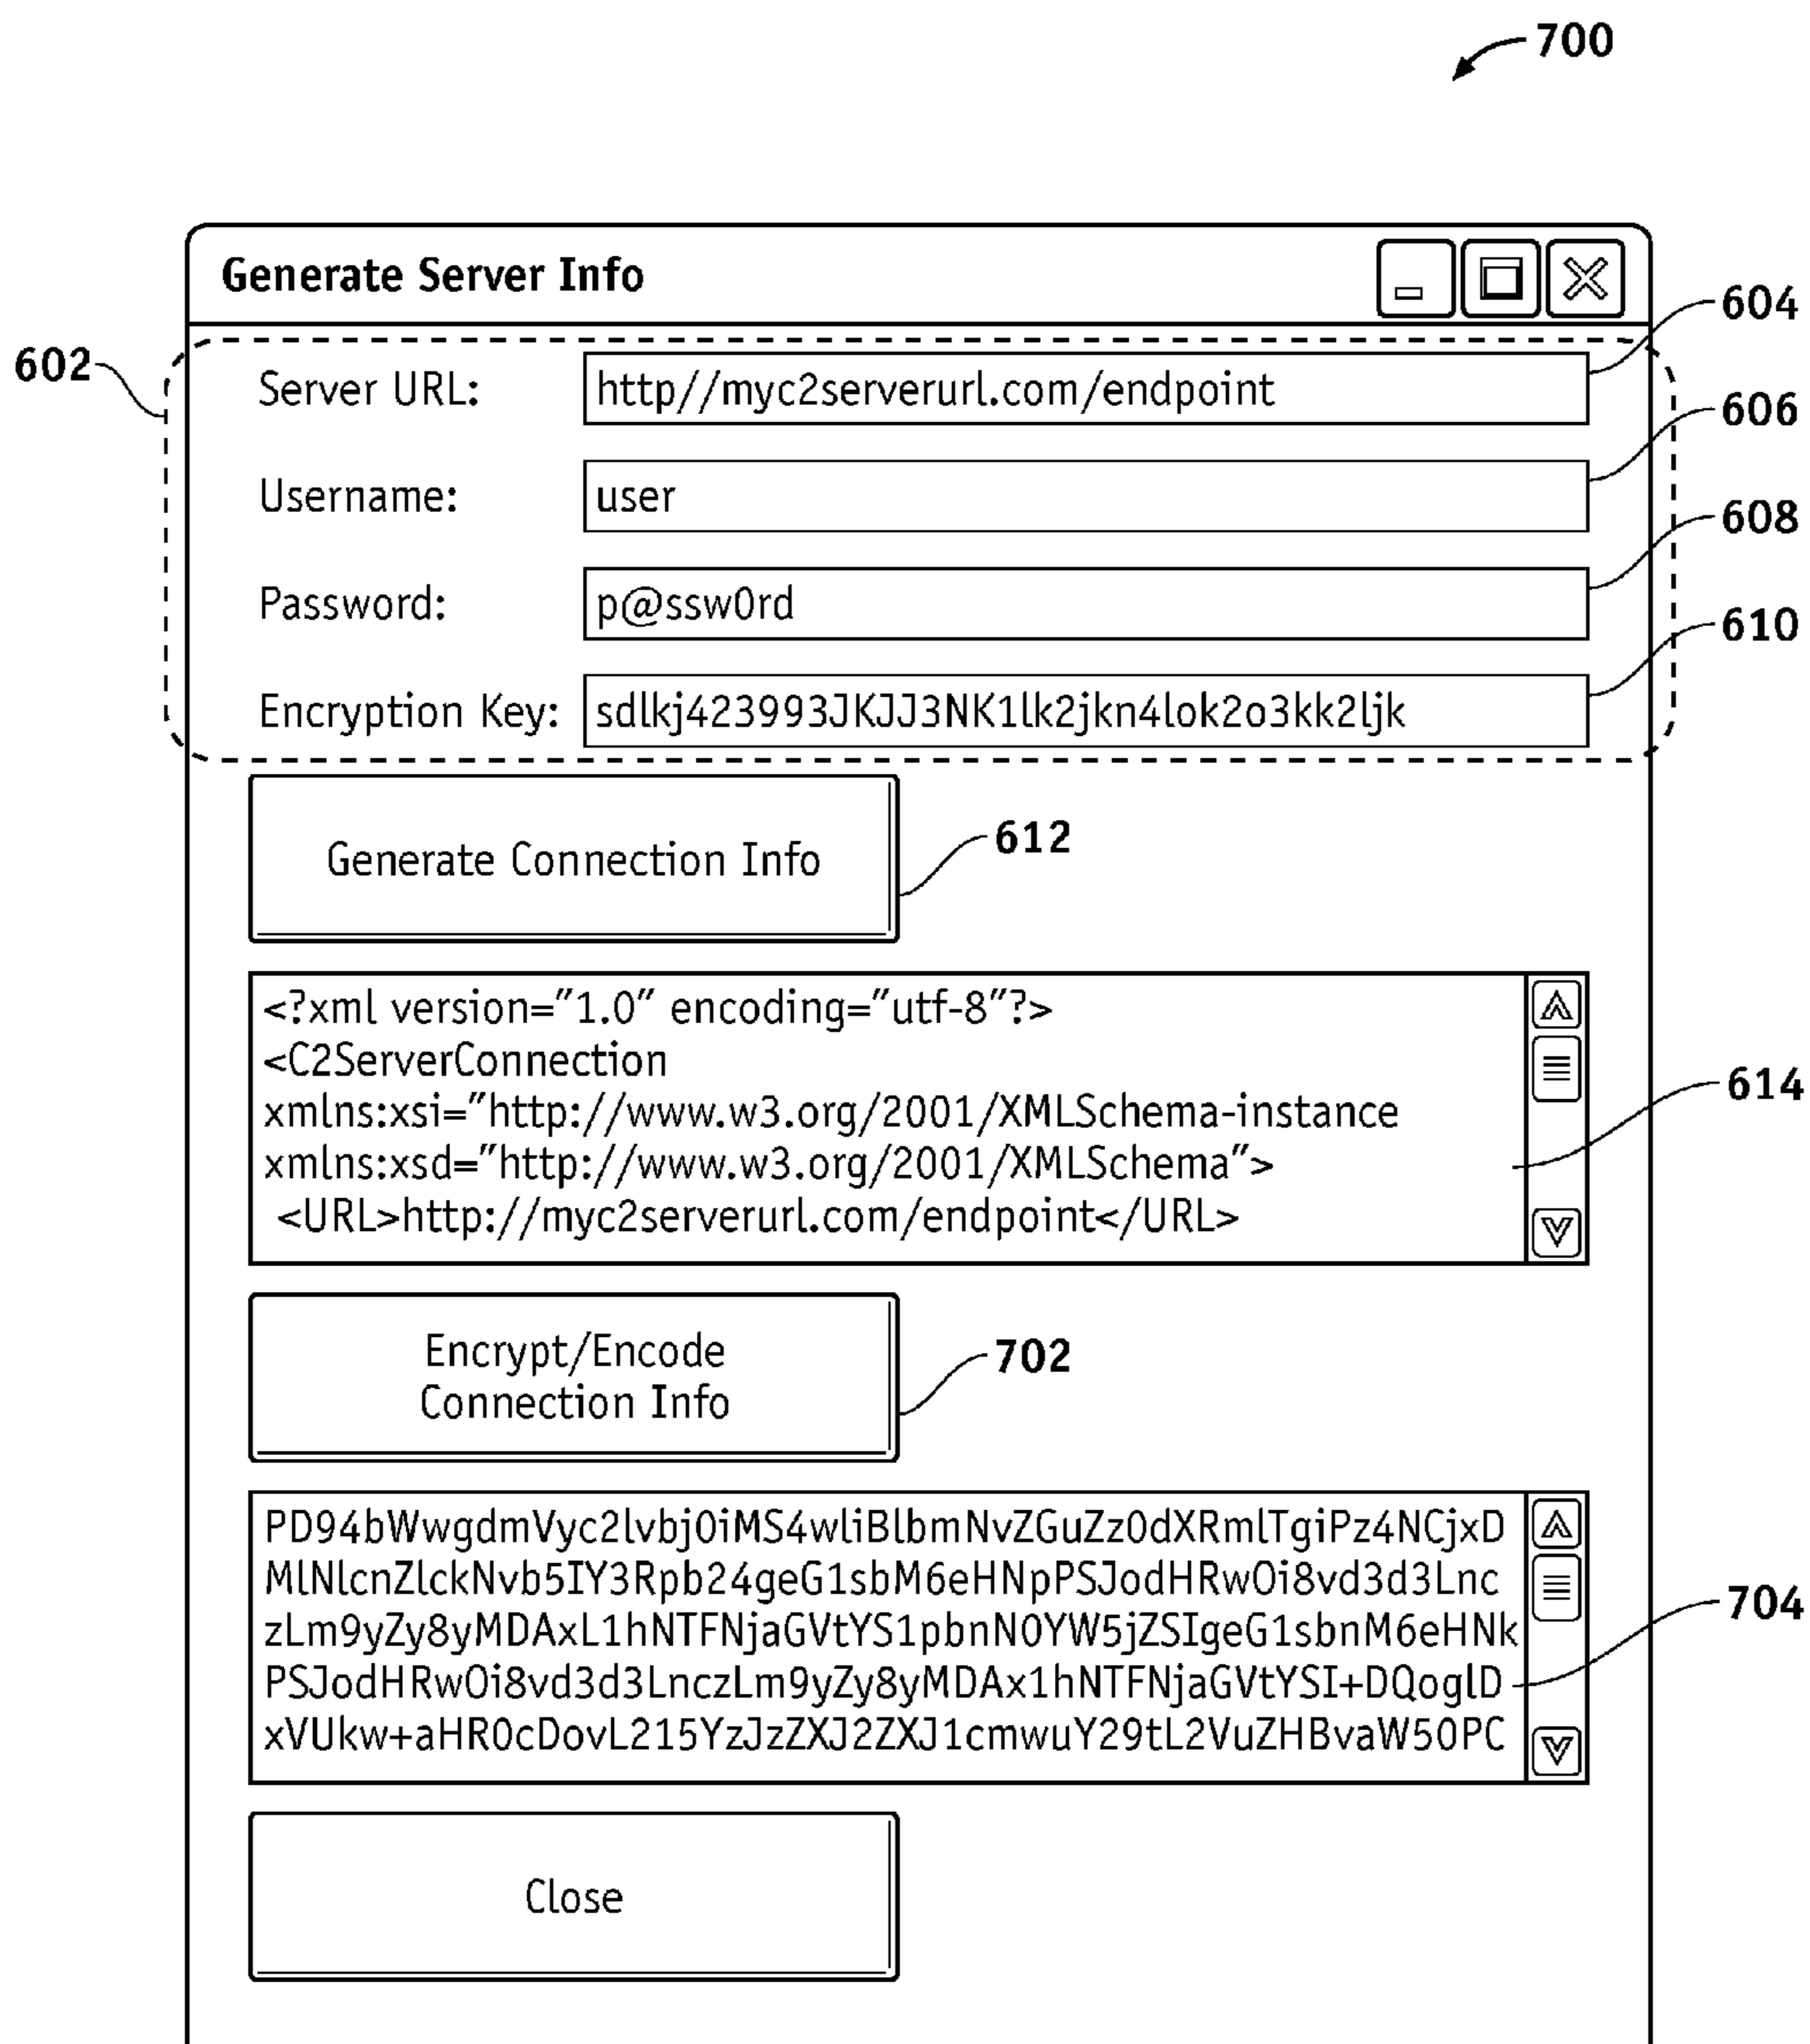 700
Generate Server Info
602
Server URL: http//myc2serverurl.com/endpoint 604
Username: user 606
Password: p@ssw0rd 608
Encryption Key: sdlkj423993JKJJ3NK1lk2jkn4lok2o3kk2ljk 610
Generate Connection Info 612
<?xml version="1.0" encoding="utf-8"?>
<C2ServerConnection
xmlns:xsi="http://www.w3.org/2001/XMLSchema-instance
xmlns:xsd="http://www.w3.org/2001/XMLSchema">
<URL>http://myc2serverurl.com/endpoint</URL>
614
Encrypt/Encode
Connection Info
702
PD94bWwgdmVyc2lvbj0iMS4wliBlbmNvZGuZz0dXRmlTgiPz4NCjxD
MlNlcnZlckNvb5IY3Rpb24geG1sbM6eHNpPSJodHRwOi8vd3d3Lnc
zLm9yZy8yMDAxL1hNTFNjaGVtYS1pbnN0YW5jZSIgeG1sbnM6eHNk
PSJodHRwOi8vd3d3LnczLm9yZy8yMDAx1hNTFNjaGVtYSI+DQoglD
xVUkw+aHR0cDovL215YzJzZXJ2ZXJ1cmwuY29tL2VuZHBvaW50PC
704
Close